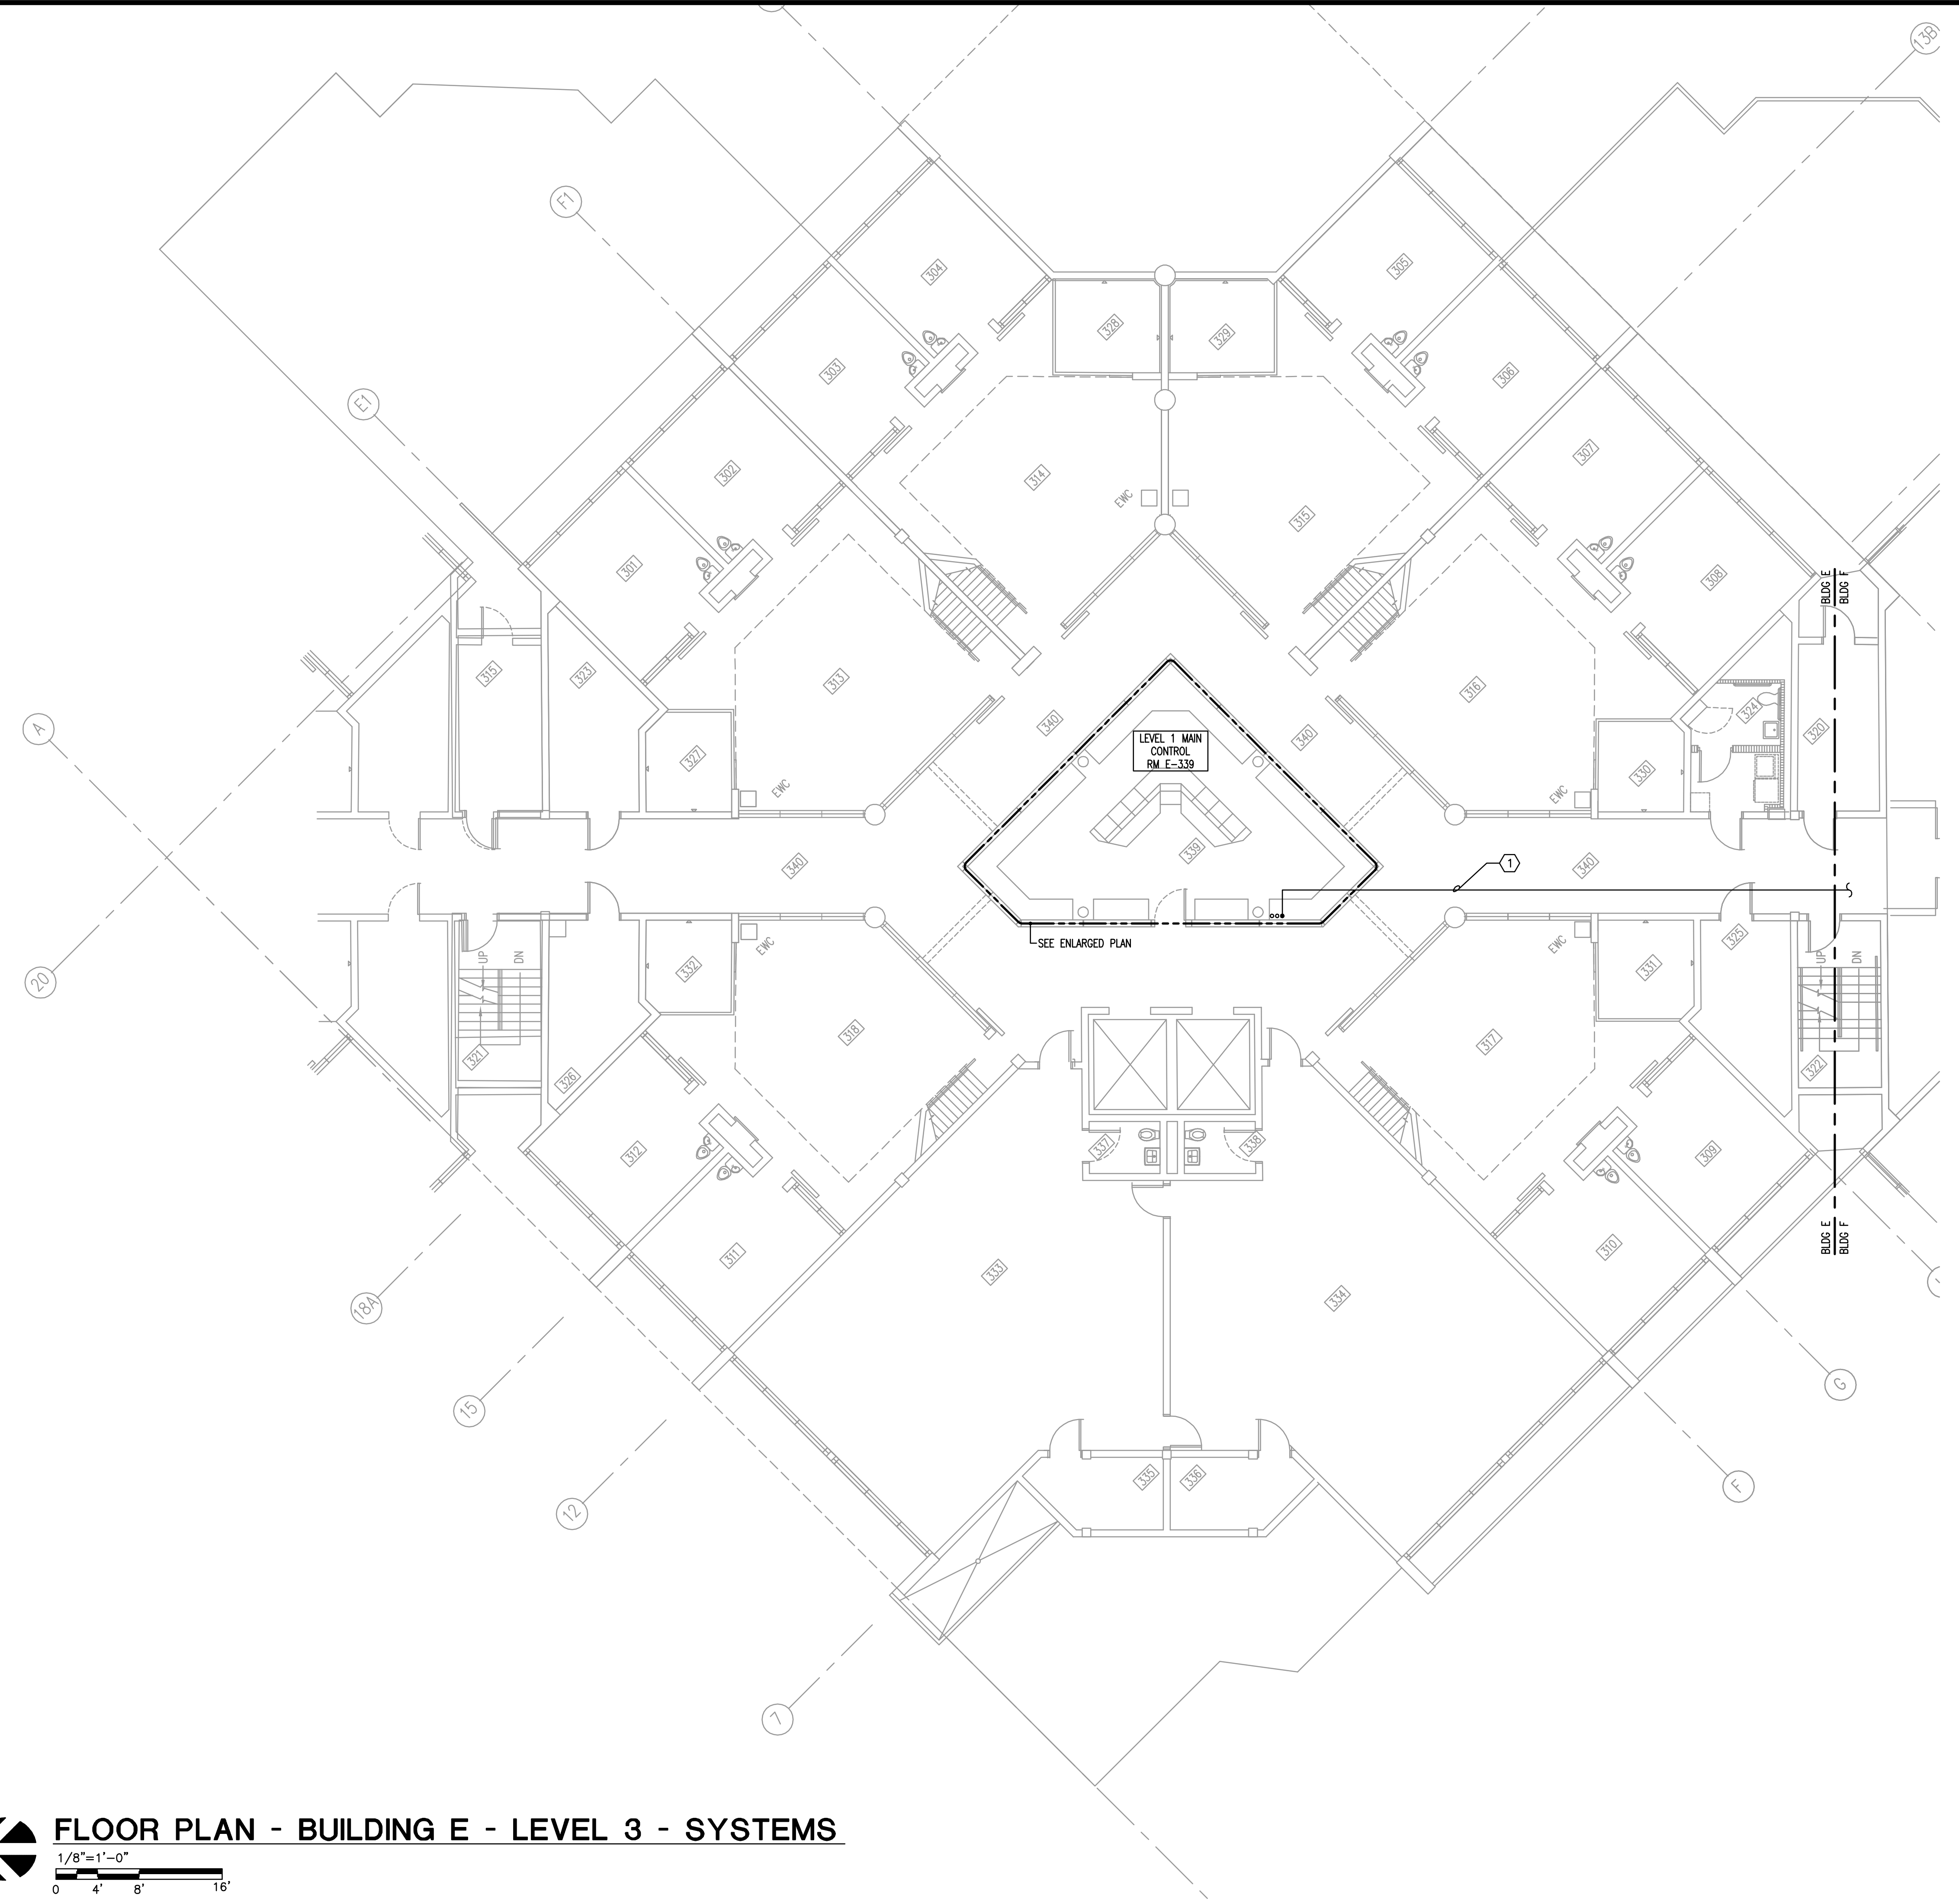 13B
F1
304
305
328
329
303
306
E1
314
EWC
315
307
302
301
308
BLDG E
BLDG F
315
323
313
340
316
324
320
A
LEVEL 1 MAIN
CONTROL
RM E-339
340
327
330
EWC
EWC
339
1
340
340
SEE ENLARGED PLAN
20
UP
DN
332
EWC
EWC
331
325
UP
DN
321
318
317
322
326
337
338
312
309
311
310
BLDG E
BLDG F
333
334
18A
15
G
335
336
12
F
7
FLOOR PLAN - BUILDING E - LEVEL 3 - SYSTEMS
1/8"=1'-0"
0 4' 8' 16'